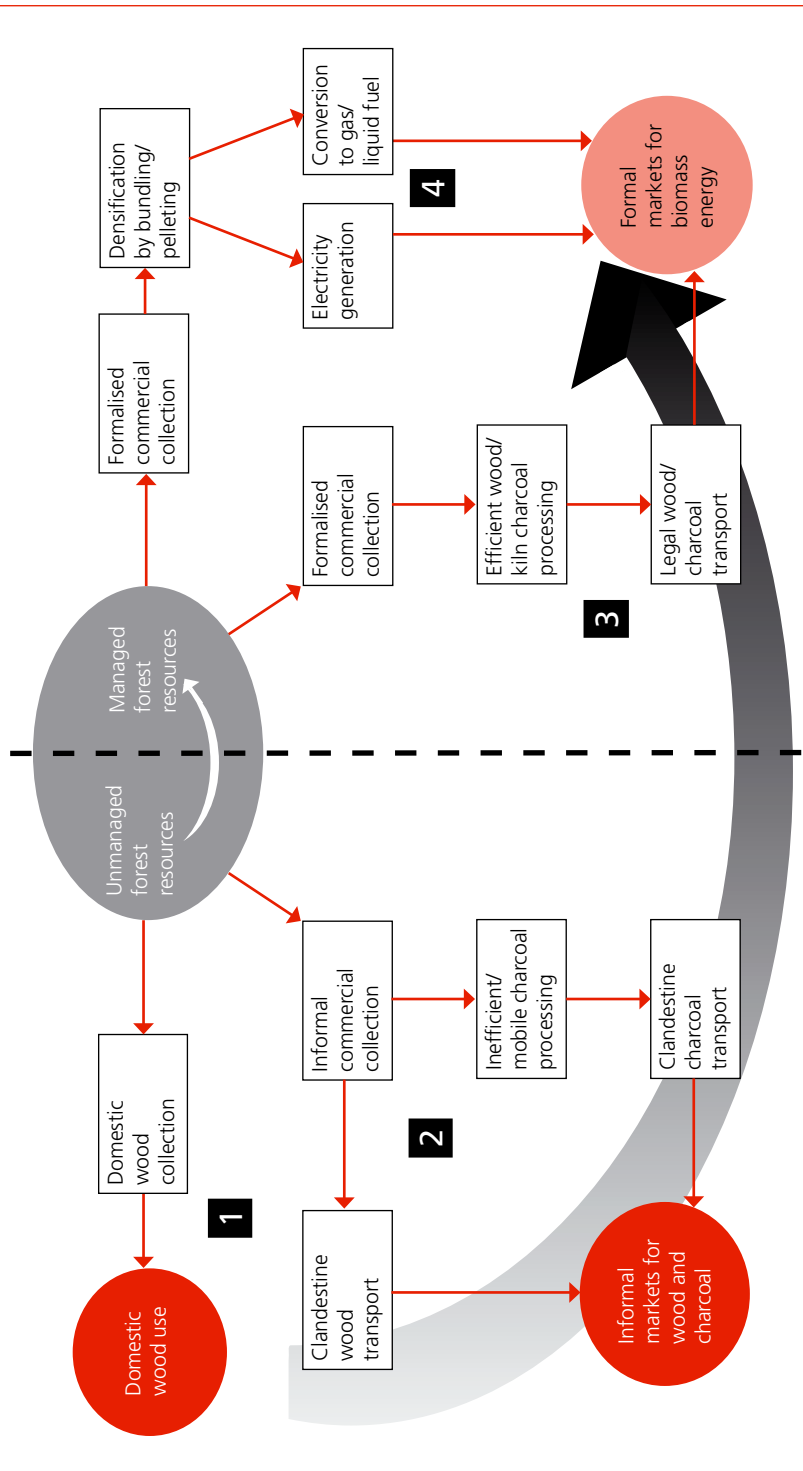 Unmanaged
forest
resources
Managed
forest
resources
Domestic
wood use
Domestic
wood
collection
1
Formalised
commercial
collection
Densification
by bundling/
pelleting
Clandestine
wood
transport
2
Informal
commercial
collection
Formalised
commercial
collection
Electricity
generation
Conversion
to gas/
liquid fuel
4
Inefficient/
mobile charcoal
processing
Efficient wood/
kiln charcoal
processing
3
Informal
markets for
wood and
charcoal
Clandestine
charcoal
transport
Legal wood/
charcoal
transport
Formal
markets for
biomass
energy